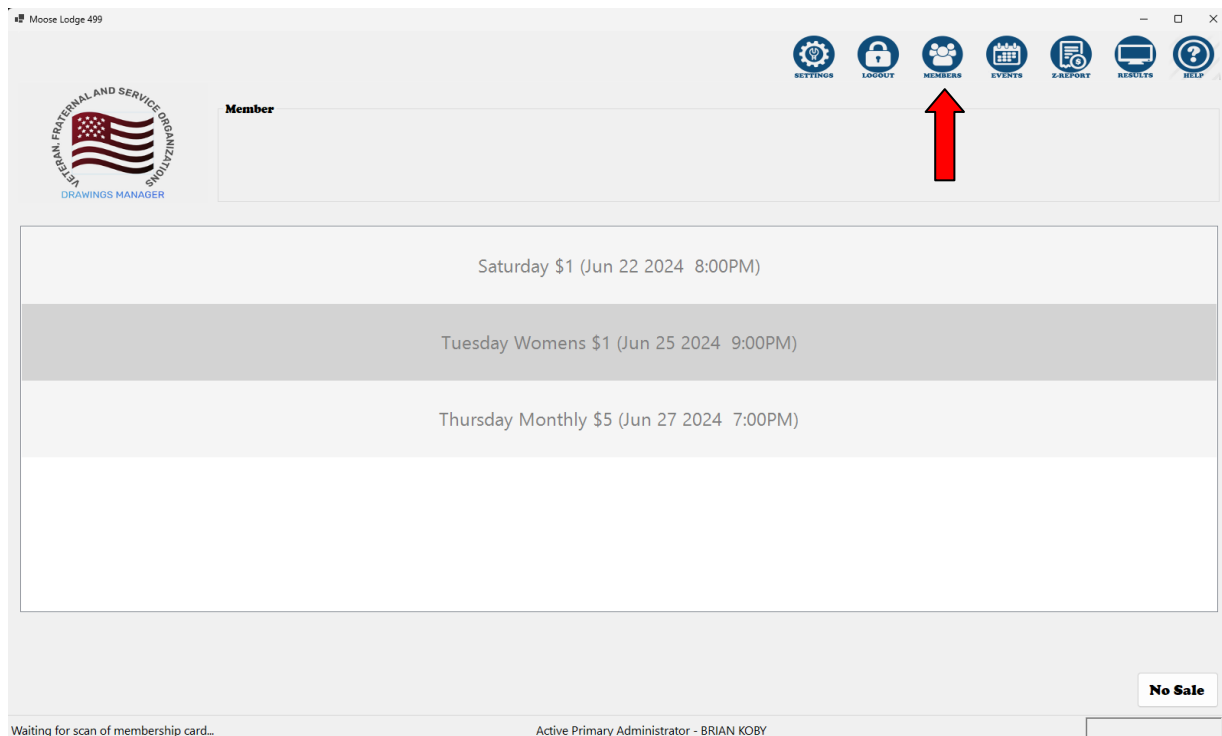 Moose Lodge 499
SETTINGS
LOGOUT
MEMBERS
EVENTS
Z-REPORT
RESULTS
HELP
VETERAN, FRATERNAL AND SERVICE ORGANIZATIONS
DRAWINGS MANAGER
Member
Saturday $1 (Jun 22 2024  8:00PM)
Tuesday Womens $1 (Jun 25 2024  9:00PM)
Thursday Monthly $5 (Jun 27 2024  7:00PM)
No Sale
Waiting for scan of membership card...
Active Primary Administrator - BRIAN KOBY